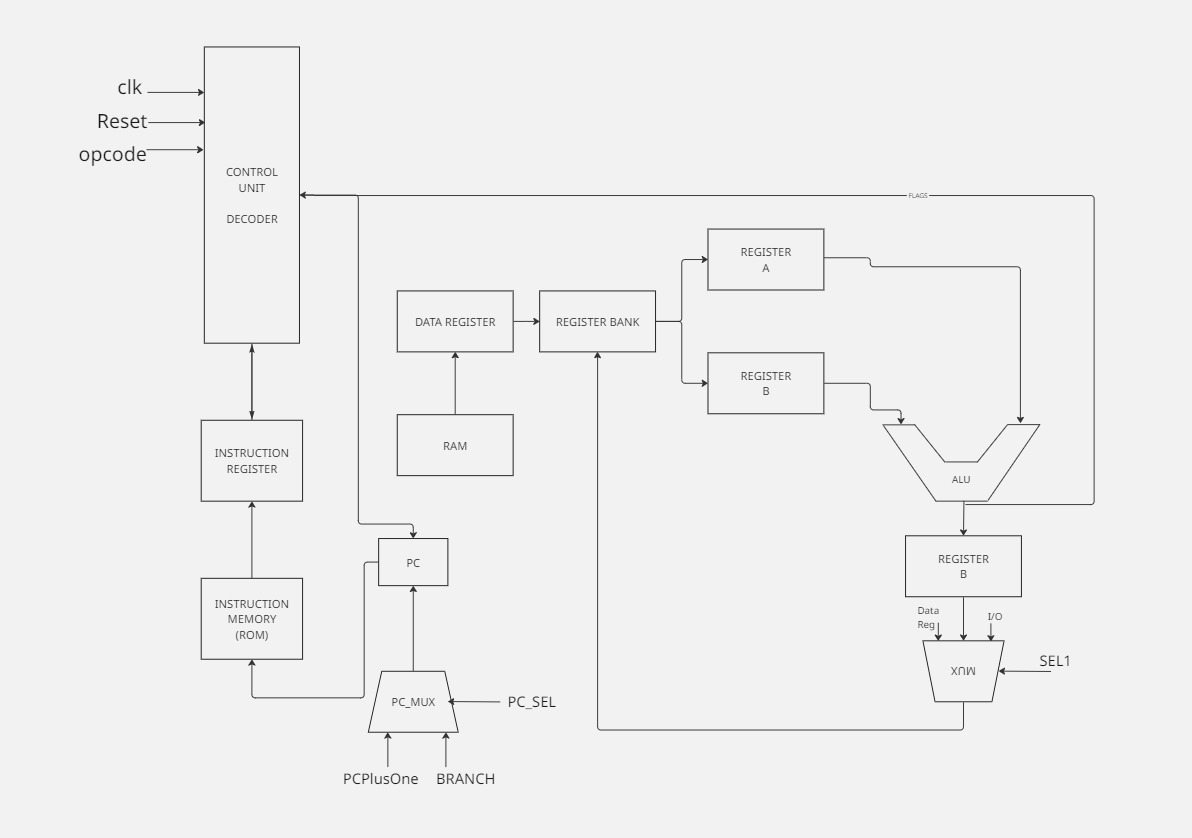 clk
Reset
opcode
CONTROL
UNIT
DECODER
FLAGS
REGISTER
A
DATA REGISTER
REGISTER BANK
REGISTER
B
RAM
INSTRUCTION
REGISTER
ALU
PC
REGISTER
B
INSTRUCTION
MEMORY
(ROM)
Data
Reg
I/O
MUX
SEL1
PC_MUX
PC_SEL
PCPlusOne
BRANCH